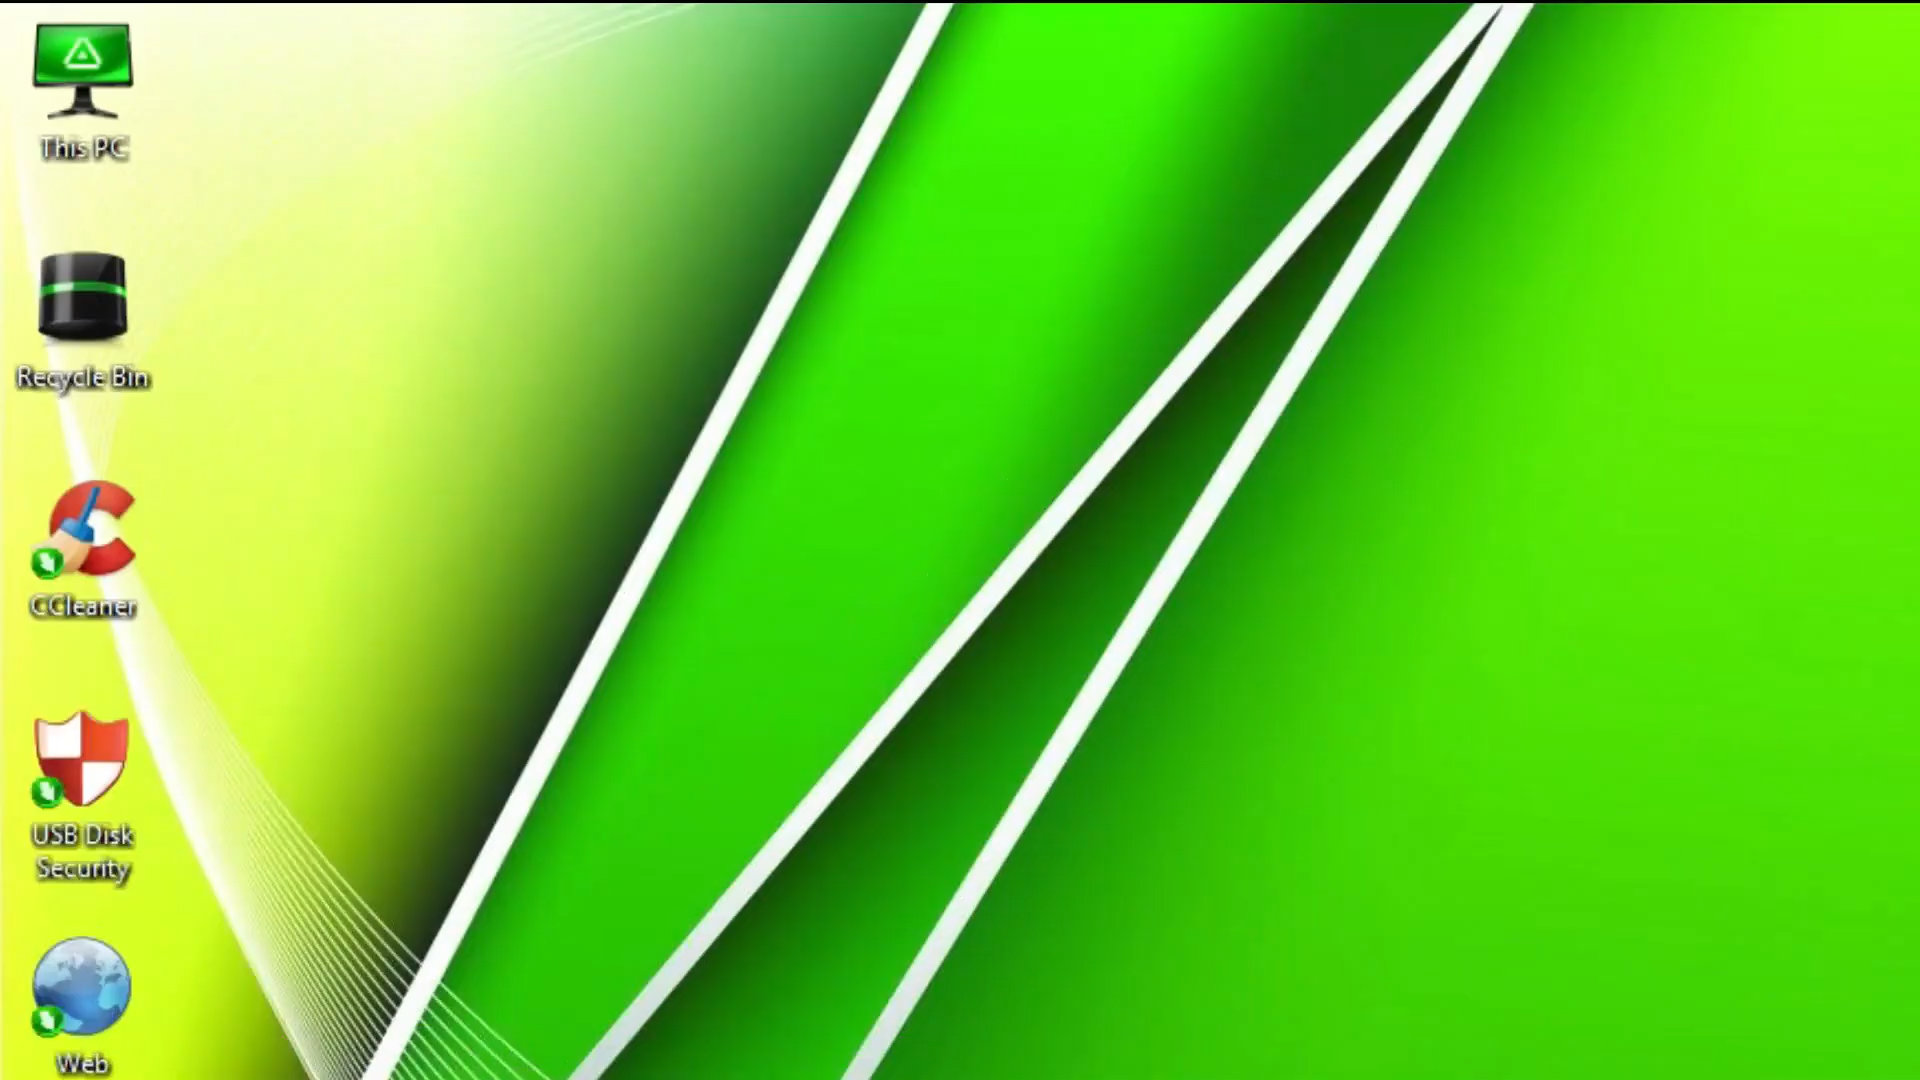 This PC
Recycle Bin
CCleaner
USB Disk
Security
Web